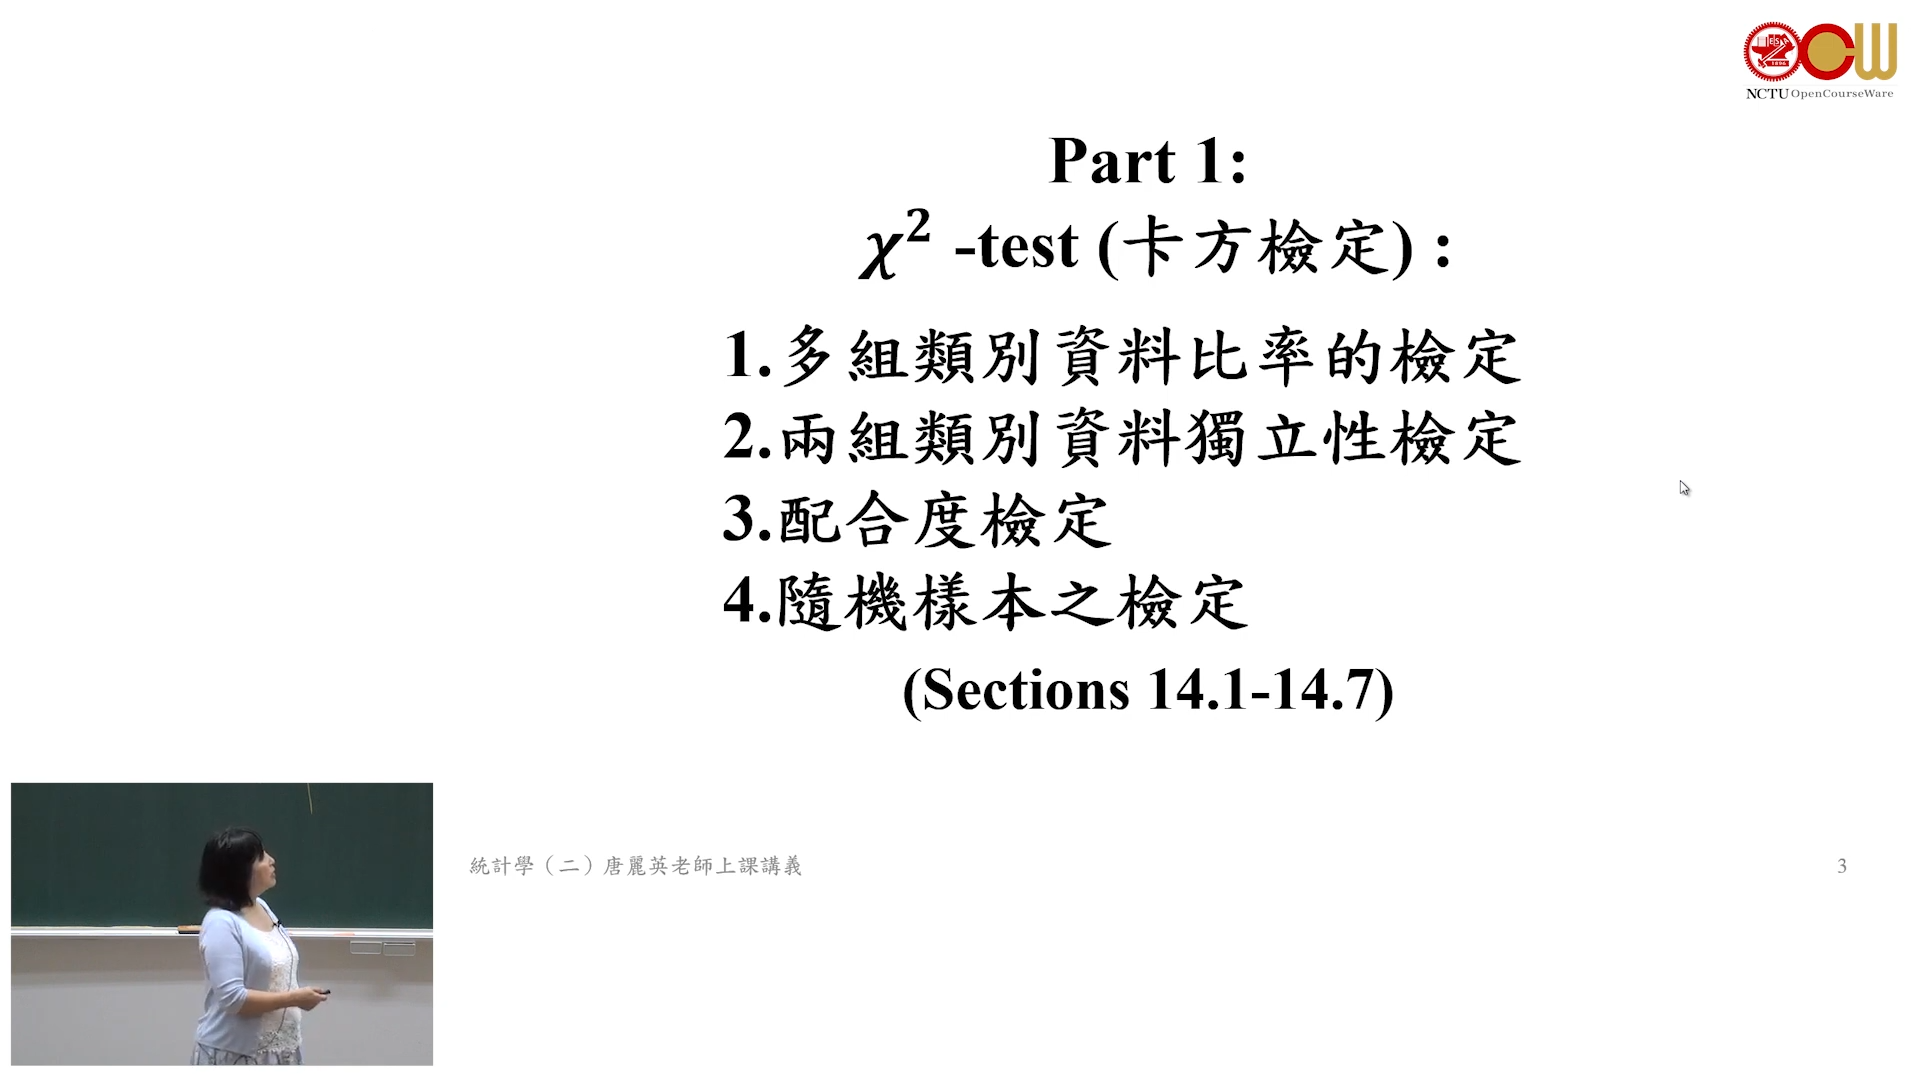 NCTU OpenCourseWare
Part 1:
χ² -test (卡方檢定) :
1.多組類別資料比率的檢定
2.兩組類別資料獨立性檢定
3.配合度檢定
4.隨機樣本之檢定
(Sections 14.1-14.7)
統計學（二）唐麗英老師上課講義
3